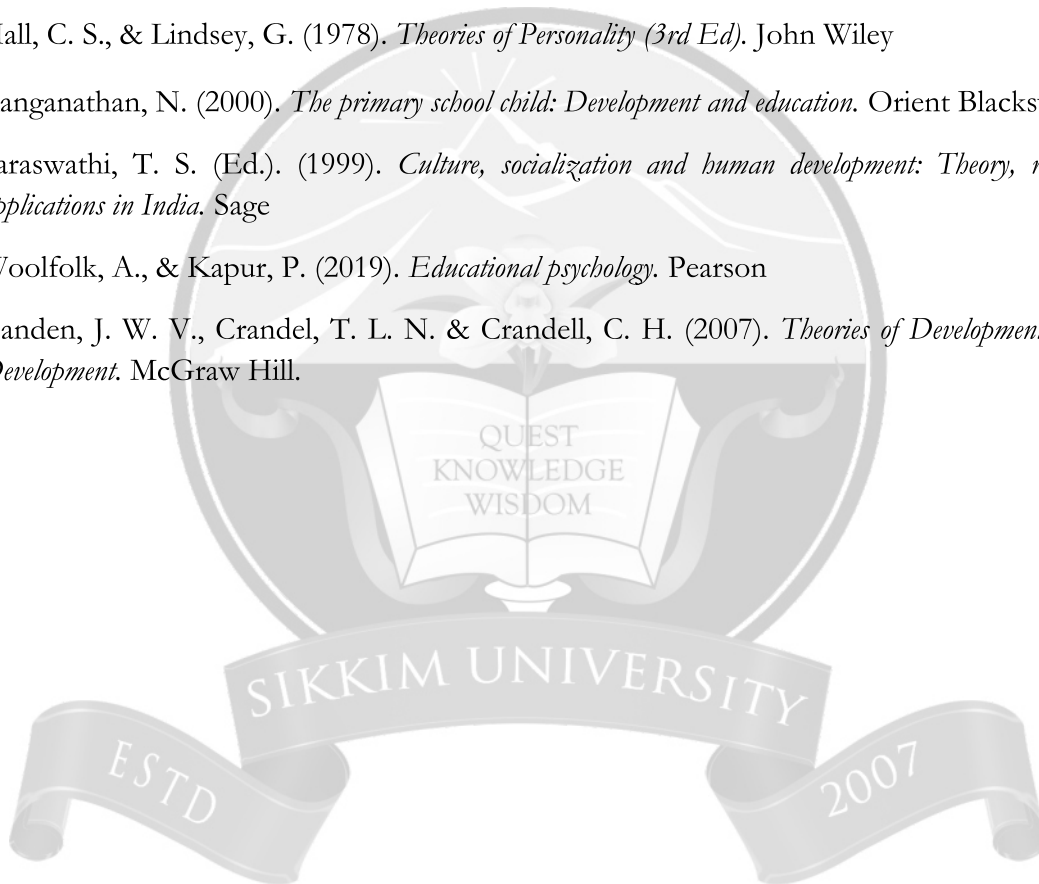 all, C. S., & Lindsey, G. (1978). Theories of Personality (3rd Ed). John Wiley
anganathan, N. (2000). The primary school child: Development and education. Orient Blacks
araswathi, T. S. (Ed.). (1999). Culture, socialization and human development: Theory, r
pplications in India. Sage
oolfolk, A., & Kapur, P. (2019). Educational psychology. Pearson
anden, J. W. V., Crandel, T. L. N. & Crandell, C. H. (2007). Theories of Development
evelopment. McGraw Hill.
QUEST
KNOWLEDGE
WISDOM
SIKKIM UNIVERSITY
ESTD
2007